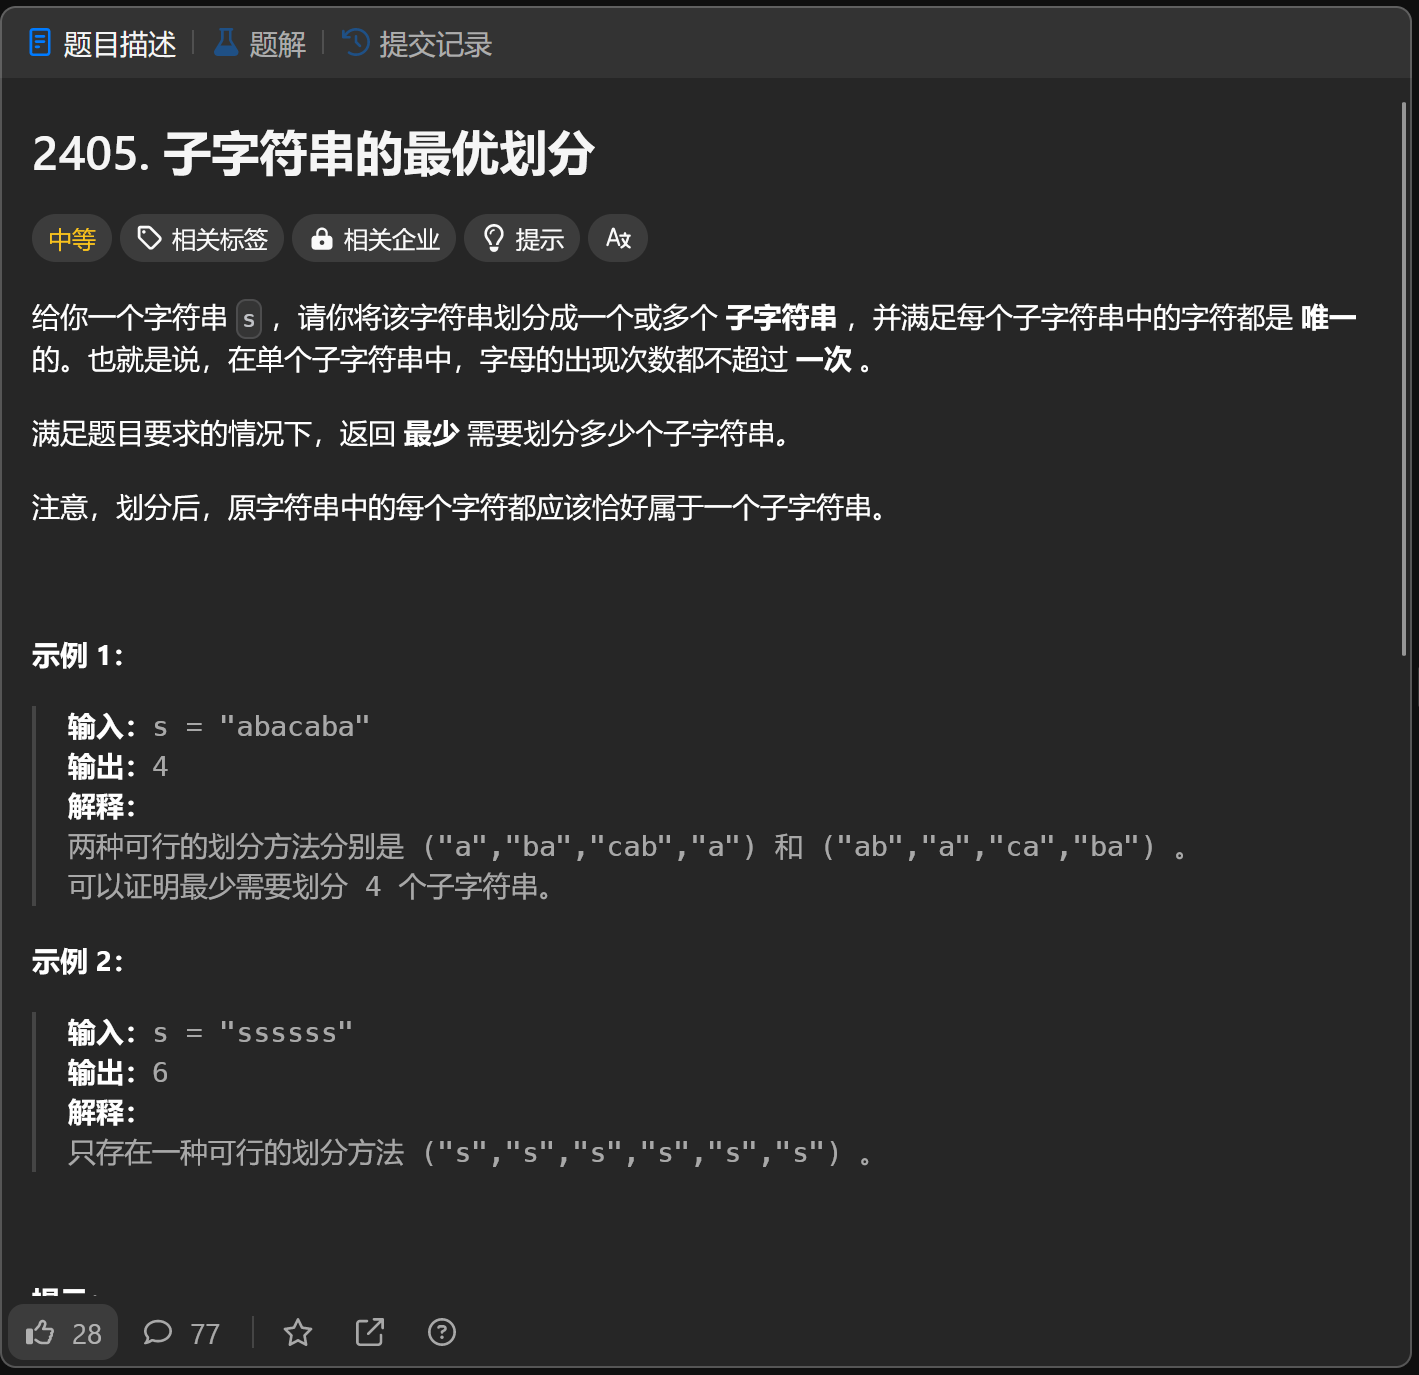 题目描述 题解 提交记录
2405. 子字符串的最优划分
中等 相关标签 相关企业 提示
给你一个字符串 s ，请你将该字符串划分成一个或多个 子字符串 ，并满足每个子字符串中的字符都是 唯一
的。也就是说，在单个子字符串中，字母的出现次数都不超过 一次 。
满足题目要求的情况下，返回 最少 需要划分多少个子字符串。
注意，划分后，原字符串中的每个字符都应该恰好属于一个子字符串。
示例 1：
输入：s = "abacaba"
输出：4
解释：
两种可行的划分方法分别是 ("a","ba","cab","a") 和 ("ab","a","ca","ba") 。
可以证明最少需要划分 4 个子字符串。
示例 2：
输入：s = "ssssss"
输出：6
解释：
只存在一种可行的划分方法 ("s","s","s","s","s","s") 。
28 77